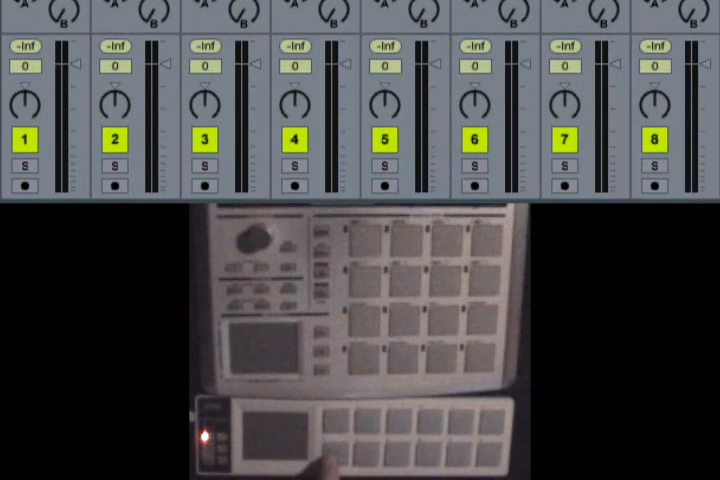 A B A B A B A B A B A B A B A B
-Inf -Inf -Inf -Inf -Inf -Inf -Inf -Inf
0 0 0 0 0 0 0 0
1 2 3 4 5 6 7 8
S S S S S S S S